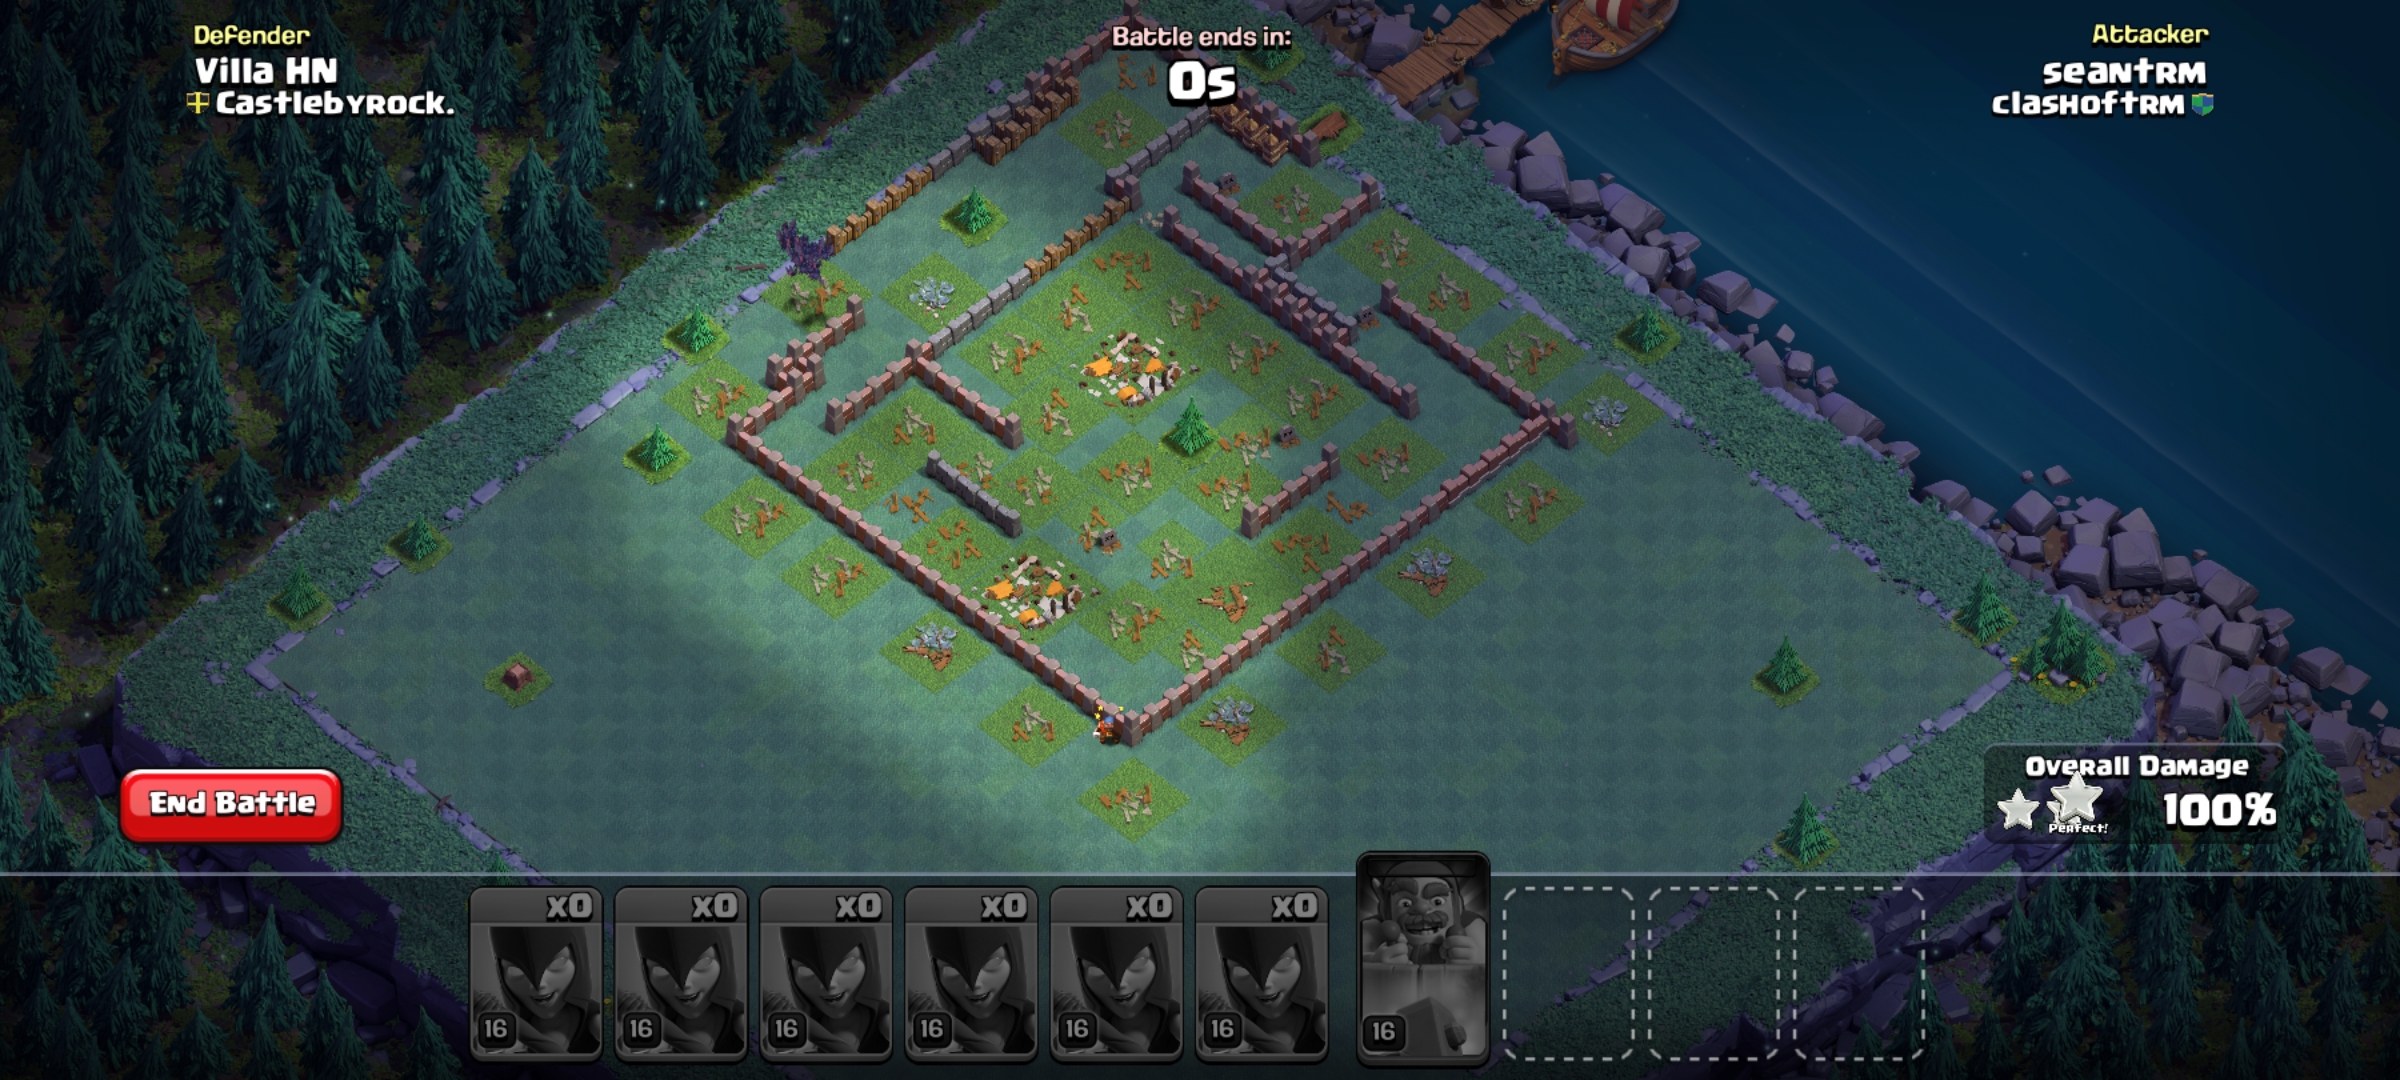 Defender
Villa HN
Castlebyrock.
Battle ends in:
0s
Attacker
seantrm
clashoftrm
End Battle
Overall Damage
Perfect!
100%
x0
x0
x0
x0
x0
x0
16
16
16
16
16
16
16